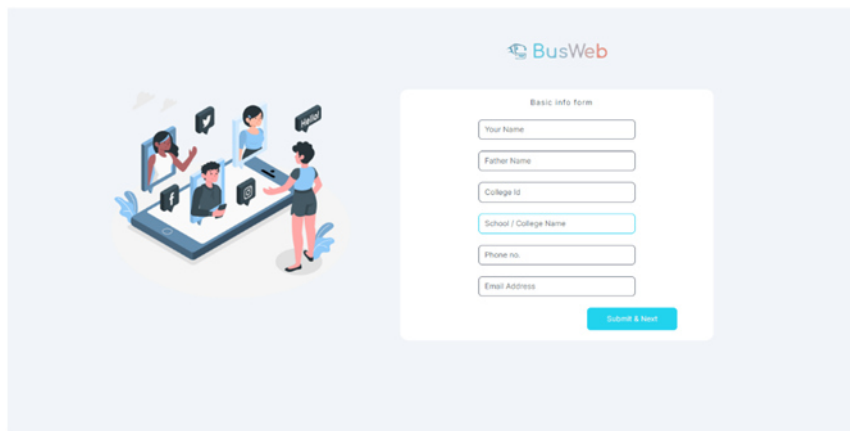 BusWeb
Hello!
Basic info form
Your Name
Father Name
College Id
School / College Name
Phone no.
Email Address
Submit & Next